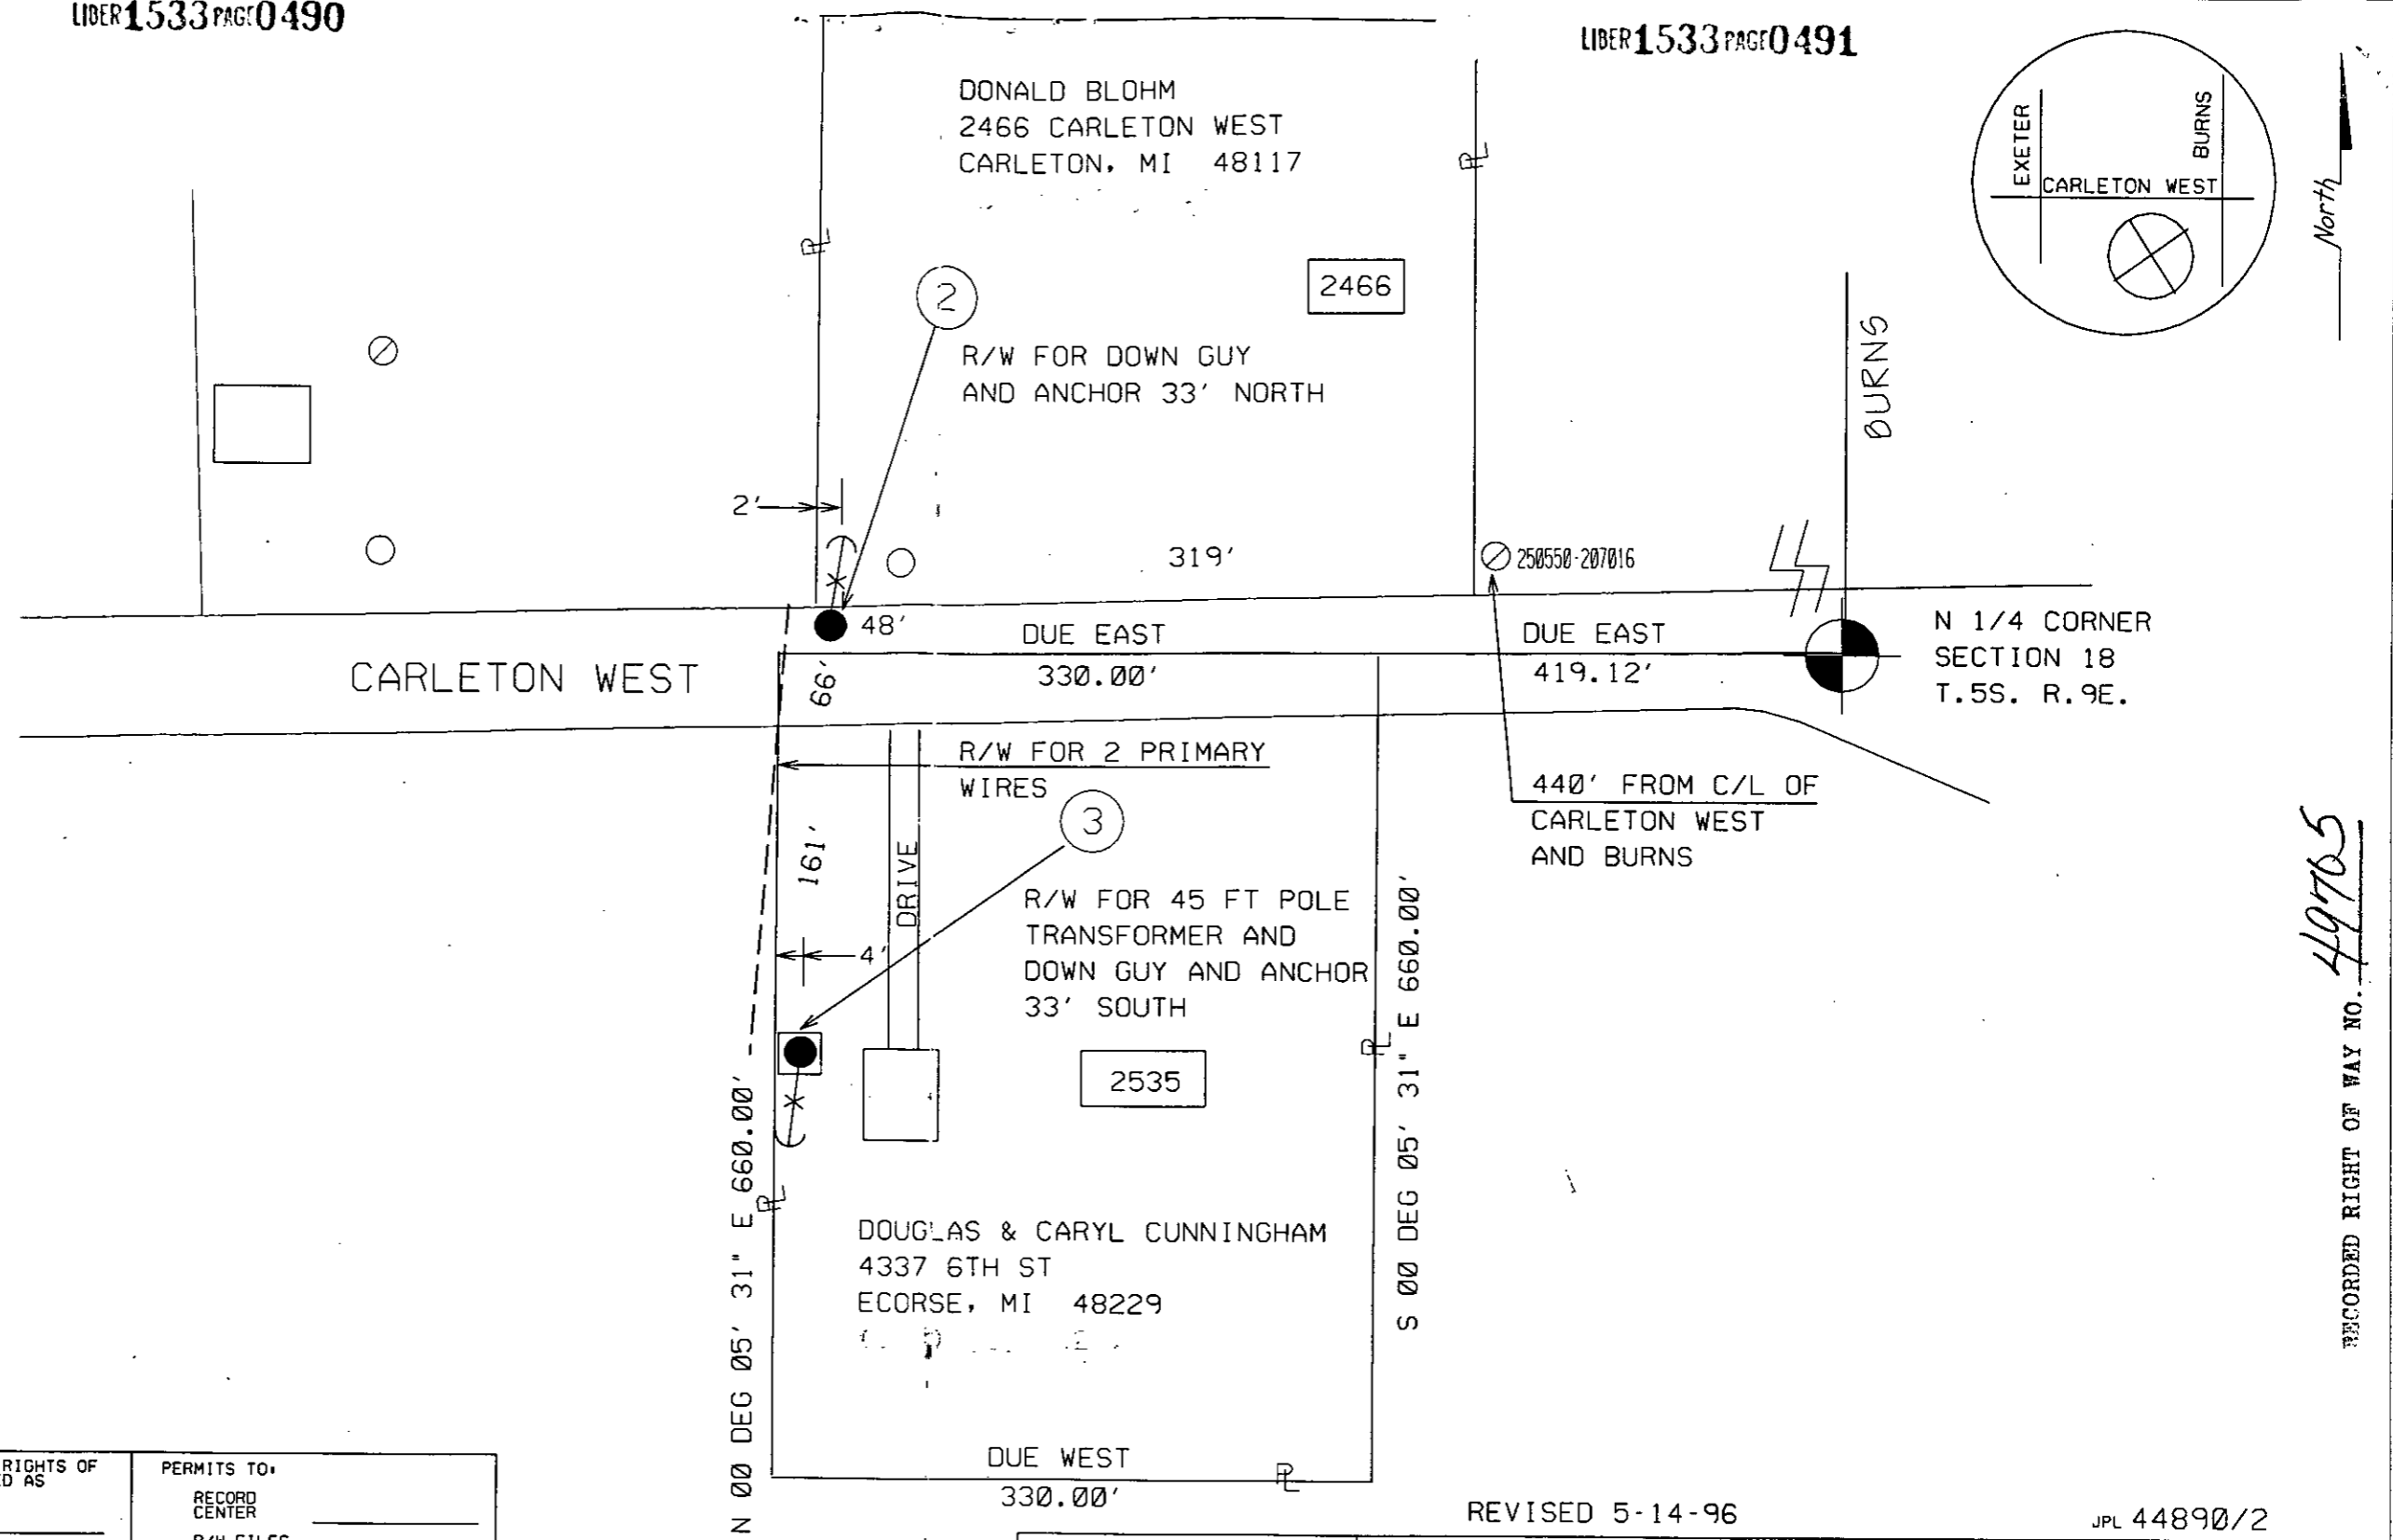 LIBER 1533 PAGE 0490
LIBER 1533 PAGE 0491
DONALD BLOHM
2466 CARLETON WEST
CARLETON, MI 48117
EXETER
BURNS
CARLETON WEST
North
2466
2
R/W FOR DOWN GUY
AND ANCHOR 33' NORTH
BURNS
2'
319'
250550-207016
48'
DUE EAST
DUE EAST
N 1/4 CORNER
SECTION 18
T.5S. R.9E.
CARLETON WEST
66'
330.00'
419.12'
R/W FOR 2 PRIMARY
WIRES
3
440' FROM C/L OF
CARLETON WEST
AND BURNS
161'
DRIVE
4'
R/W FOR 45 FT POLE
TRANSFORMER AND
DOWN GUY AND ANCHOR
33' SOUTH
2535
N 00 DEG 05' 31" E 660.00'
S 00 DEG 05' 31" E 660.00'
DOUGLAS & CARYL CUNNINGHAM
4337 6TH ST
ECORSE, MI 48229
DUE WEST
330.00'
RECORDED RIGHT OF WAY NO. 49705
RIGHTS OF
D AS
PERMITS TO:
RECORD
CENTER
R/W FILES
REVISED 5-14-96
JPL 44890/2